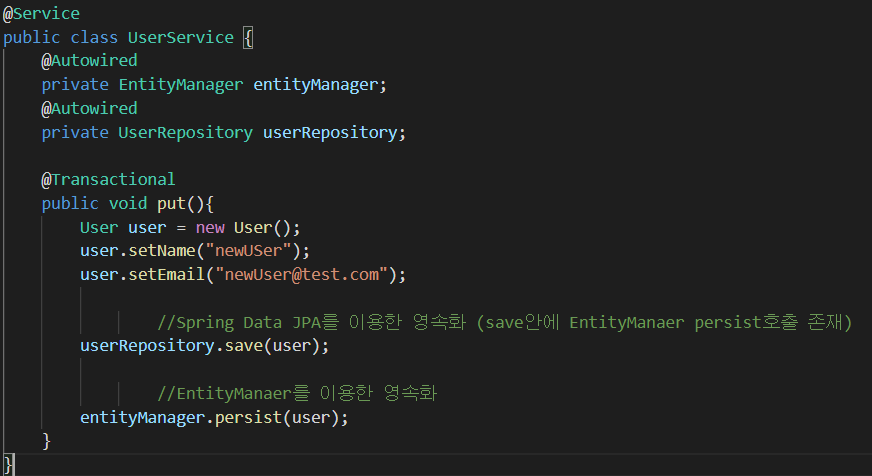 @Service
public class UserService {
@Autowired
private EntityManager entityManager;
@Autowired
private UserRepository userRepository;
@Transactional
public void put(){
User user = new User();
user.setName("newUSer");
user.setEmail("newUser@test.com");
//Spring Data JPA를 이용한 영속화 (save안에 EntityManaer persist호출 존재)
userRepository.save(user);
//EntityManaer를 이용한 영속화
entityManager.persist(user);
}
}